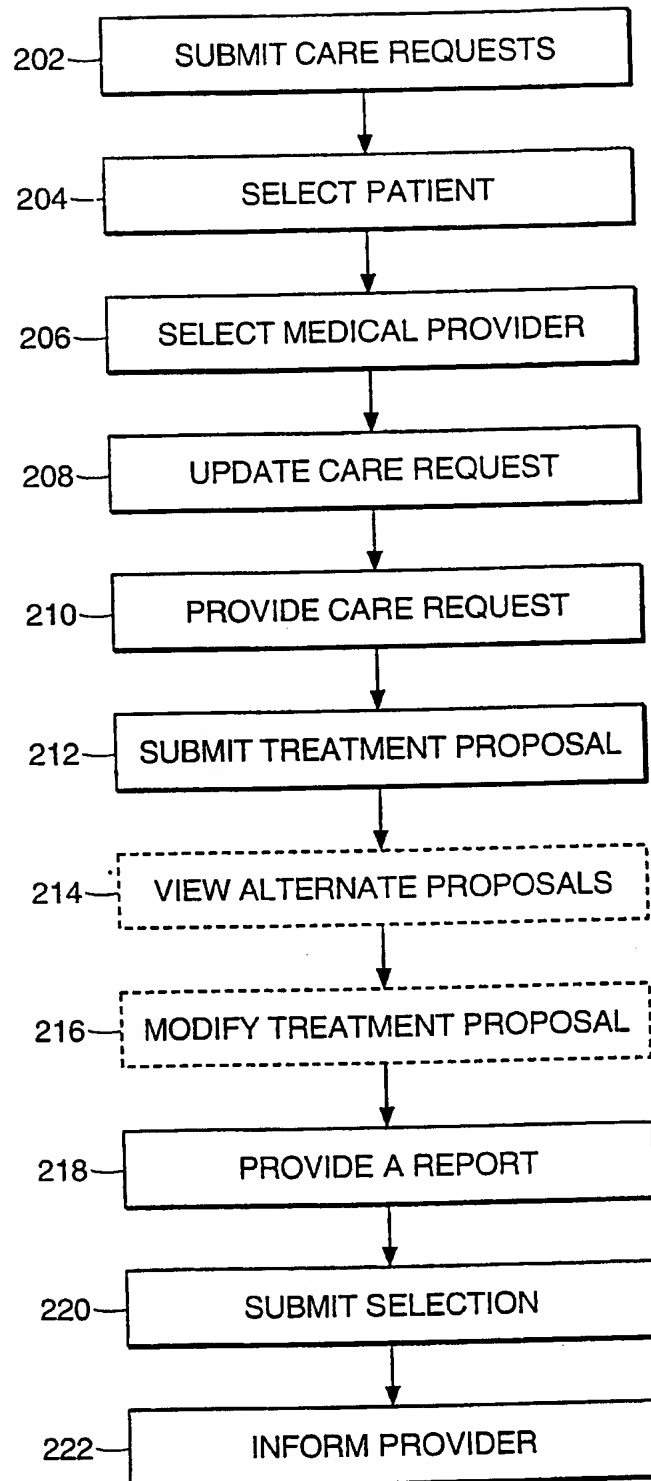 202 SUBMIT CARE REQUESTS
204 SELECT PATIENT
206 SELECT MEDICAL PROVIDER
208 UPDATE CARE REQUEST
210 PROVIDE CARE REQUEST
212 SUBMIT TREATMENT PROPOSAL
214 VIEW ALTERNATE PROPOSALS
216 MODIFY TREATMENT PROPOSAL
218 PROVIDE A REPORT
220 SUBMIT SELECTION
222 INFORM PROVIDER